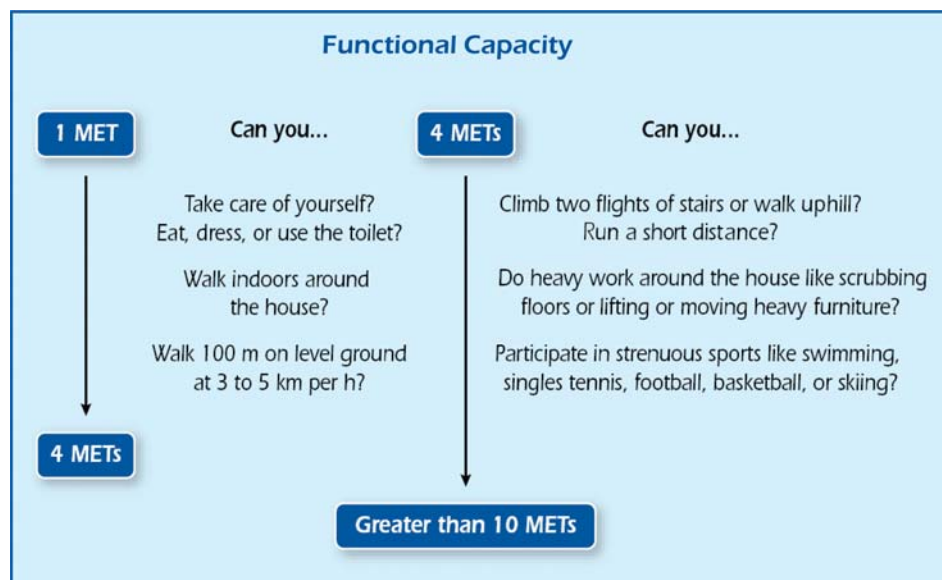 Functional Capacity
1 MET
Can you...
Take care of yourself?
Eat, dress, or use the toilet?
Walk indoors around
the house?
Walk 100 m on level ground
at 3 to 5 km per h?
4 METs
4 METs
Can you...
Climb two flights of stairs or walk uphill?
Run a short distance?
Do heavy work around the house like scrubbing
floors or lifting or moving heavy furniture?
Participate in strenuous sports like swimming,
singles tennis, football, basketball, or skiing?
Greater than 10 METs